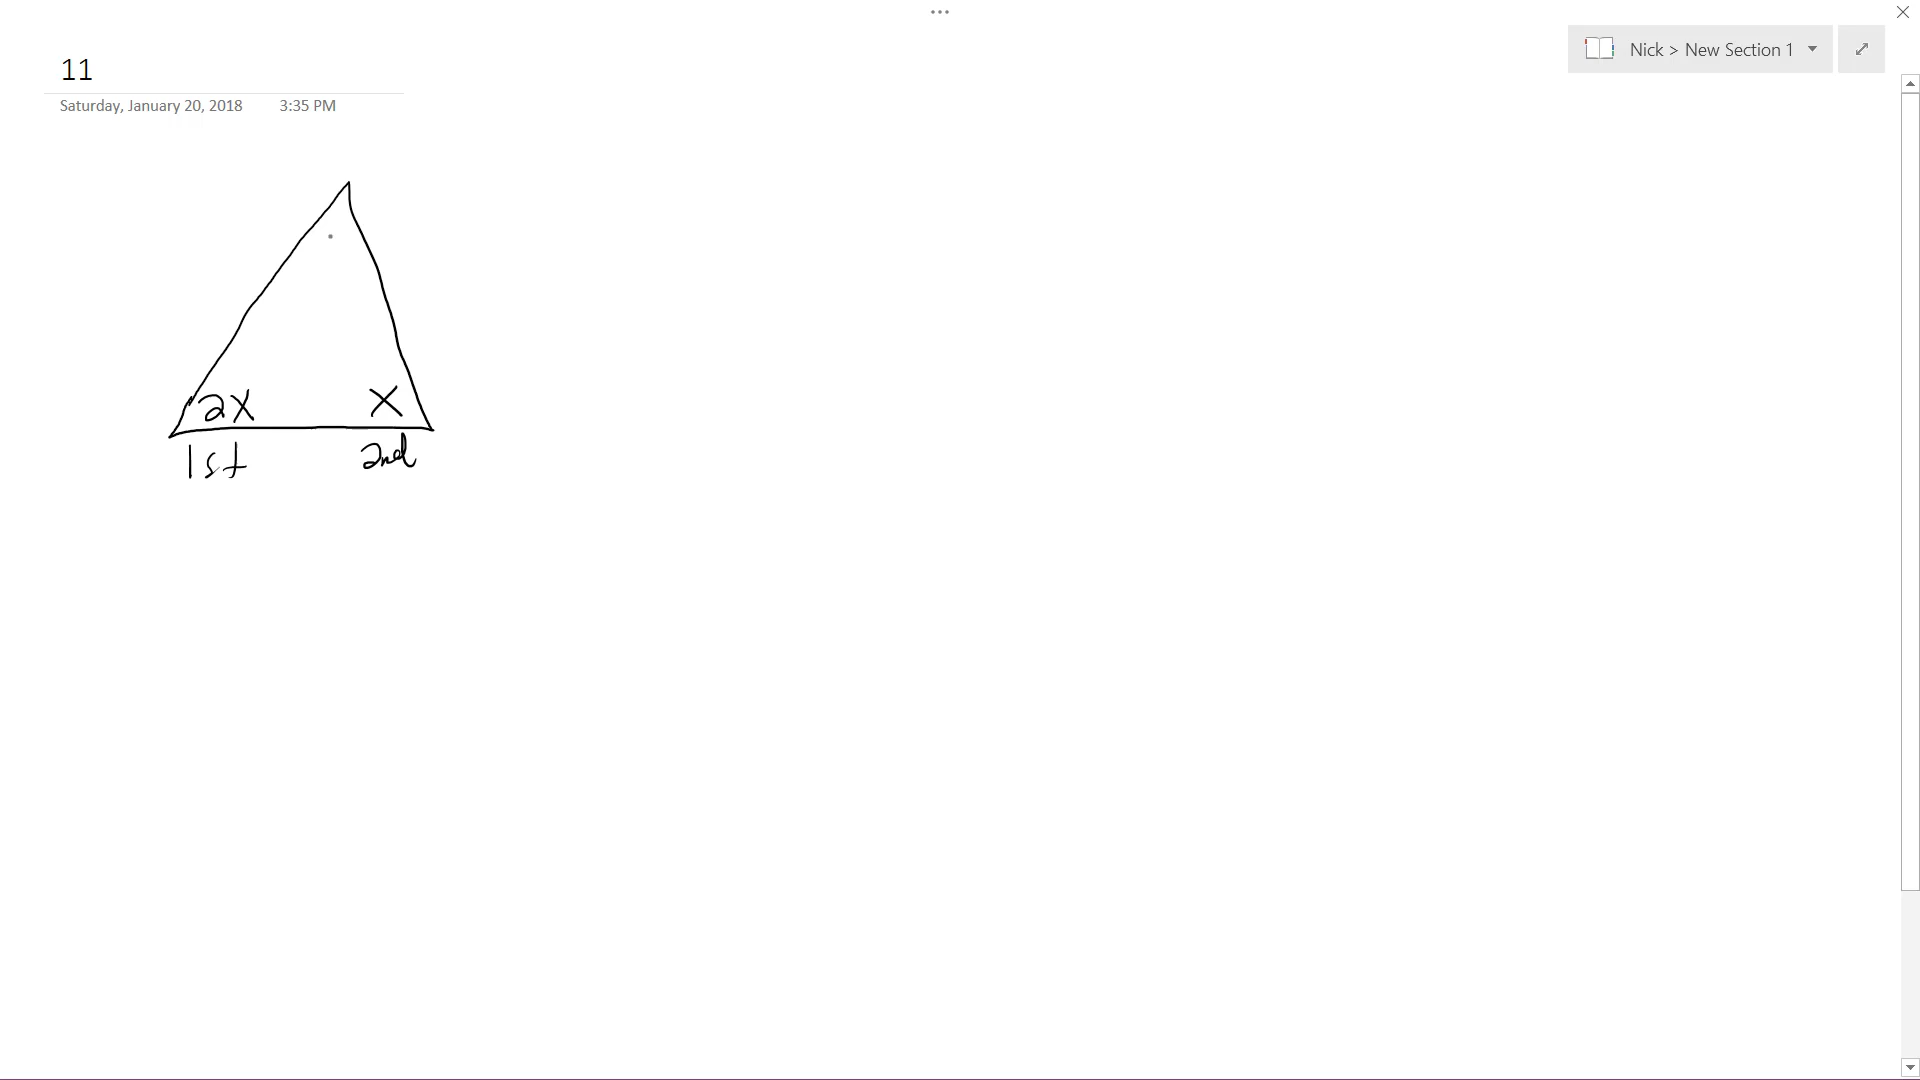 Nick > New Section 1
11
Saturday, January 20, 2018 3:35 PM
2x x
1st 2nd